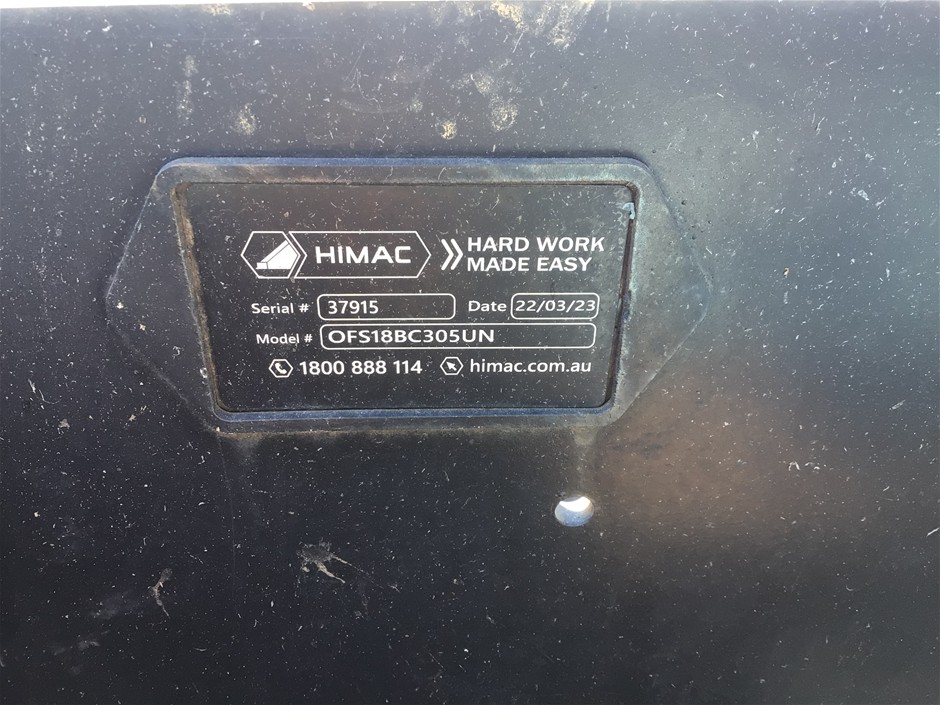 HIMAC
HARD WORK
MADE EASY
Serial # 37915 Date 22/03/23
Model # OFS18BC305UN
1800 888 114 himac.com.au